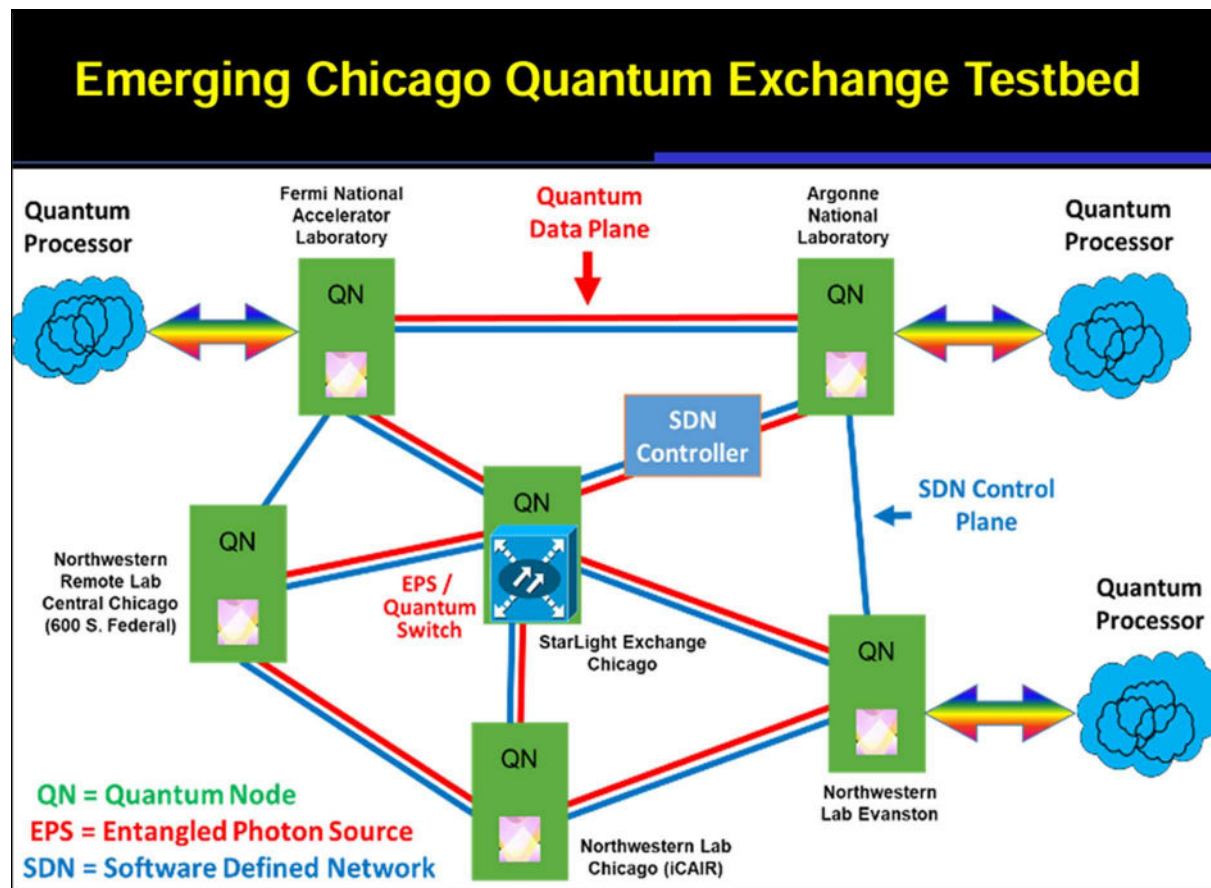 Emerging Chicago Quantum Exchange Testbed
Quantum
Processor
Fermi National
Accelerator
Laboratory
Quantum
Data Plane
Argonne
National
Laboratory
Quantum
Processor
QN
QN
SDN
Controller
QN
QN
SDN Control
Plane
Northwestern
Remote Lab
Central Chicago
(600 S. Federal)
EPS /
Quantum
Switch
StarLight Exchange
Chicago
QN
Quantum
Processor
QN
Northwestern
Lab Evanston
Northwestern Lab
Chicago (iCAIR)
QN = Quantum Node
EPS = Entangled Photon Source
SDN = Software Defined Network